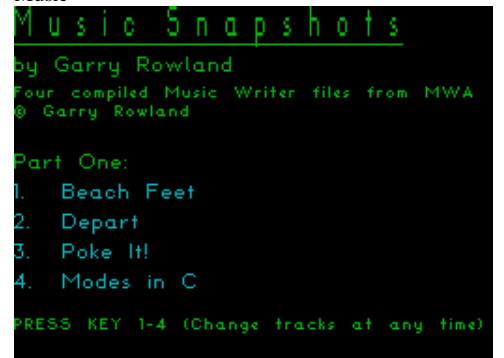 Music Snapshots
by Garry Rowland
Four compiled Music Writer files from MWA
© Garry Rowland
Part One:
1. Beach Feet
2. Depart
3. Poke It!
4. Modes in C
PRESS KEY 1-4 (Change tracks at any time)